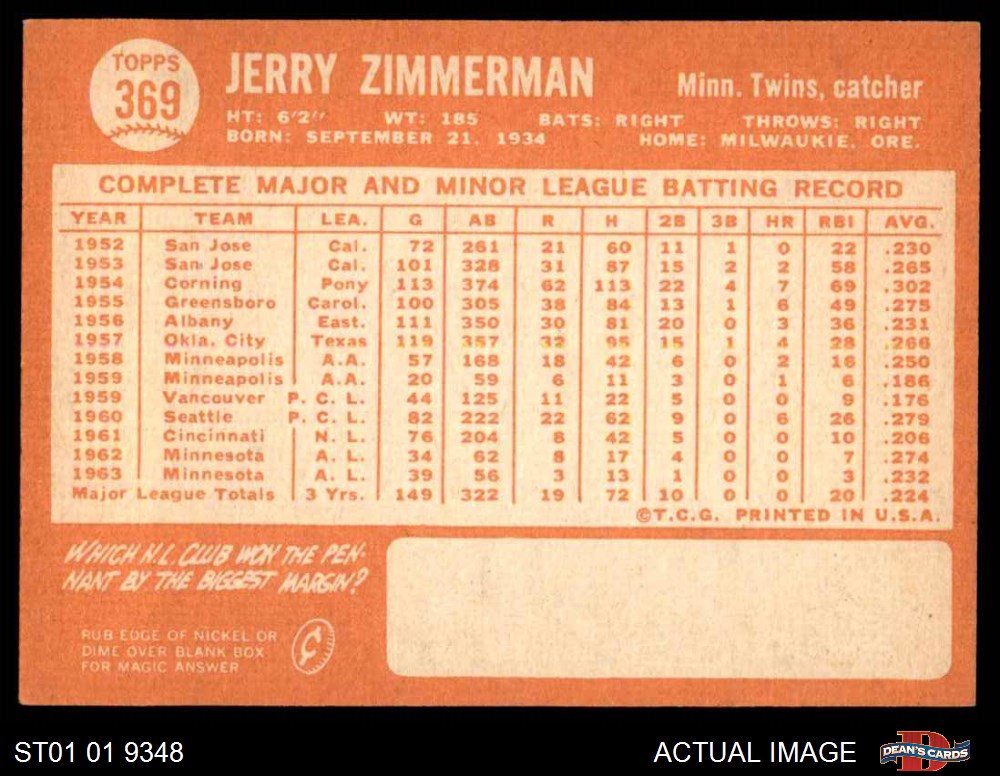 TOPPS
369
JERRY ZIMMERMAN
Minn. Twins, catcher
HT: 6'2" WT: 185 BATS: RIGHT THROWS: RIGHT
BORN: SEPTEMBER 21, 1934 HOME: MILWAUKIE, ORE.
COMPLETE MAJOR AND MINOR LEAGUE BATTING RECORD
YEAR TEAM LEA. G AB R H 2B 3B HR RBI AVG.
1952 San Jose Cal. 72 261 21 60 11 1 0 22 .230
1953 San Jose Cal. 101 328 31 87 15 2 2 58 .265
1954 Corning Pony 113 374 62 113 22 4 7 69 .302
1955 Greensboro Carol. 100 305 38 84 13 1 6 49 .275
1956 Albany East. 111 350 30 81 20 0 3 36 .231
1957 Okla. City Texas 119 357 32 95 15 1 4 28 .266
1958 Minneapolis A.A. 57 168 18 42 6 0 2 16 .250
1959 Minneapolis A.A. 20 59 6 11 3 0 1 6 .186
1959 Vancouver P. C. L. 44 125 11 22 5 0 0 9 .176
1960 Seattle P. C. L. 82 222 22 62 9 0 6 26 .279
1961 Cincinnati N. L. 76 204 8 42 5 0 0 10 .206
1962 Minnesota A. L. 34 62 8 17 4 0 0 7 .274
1963 Minnesota A. L. 39 56 3 13 1 0 0 3 .232
Major League Totals 3 Yrs. 149 322 19 72 10 0 0 20 .224
©T.C.G. PRINTED IN U.S.A.
WHICH N.L. CLUB WON THE PEN-
NANT BY THE BIGGEST MARGIN?
RUB EDGE OF NICKEL OR
DIME OVER BLANK BOX
FOR MAGIC ANSWER
¢
ST01 01 9348
ACTUAL IMAGE
D
DEAN'S CARDS